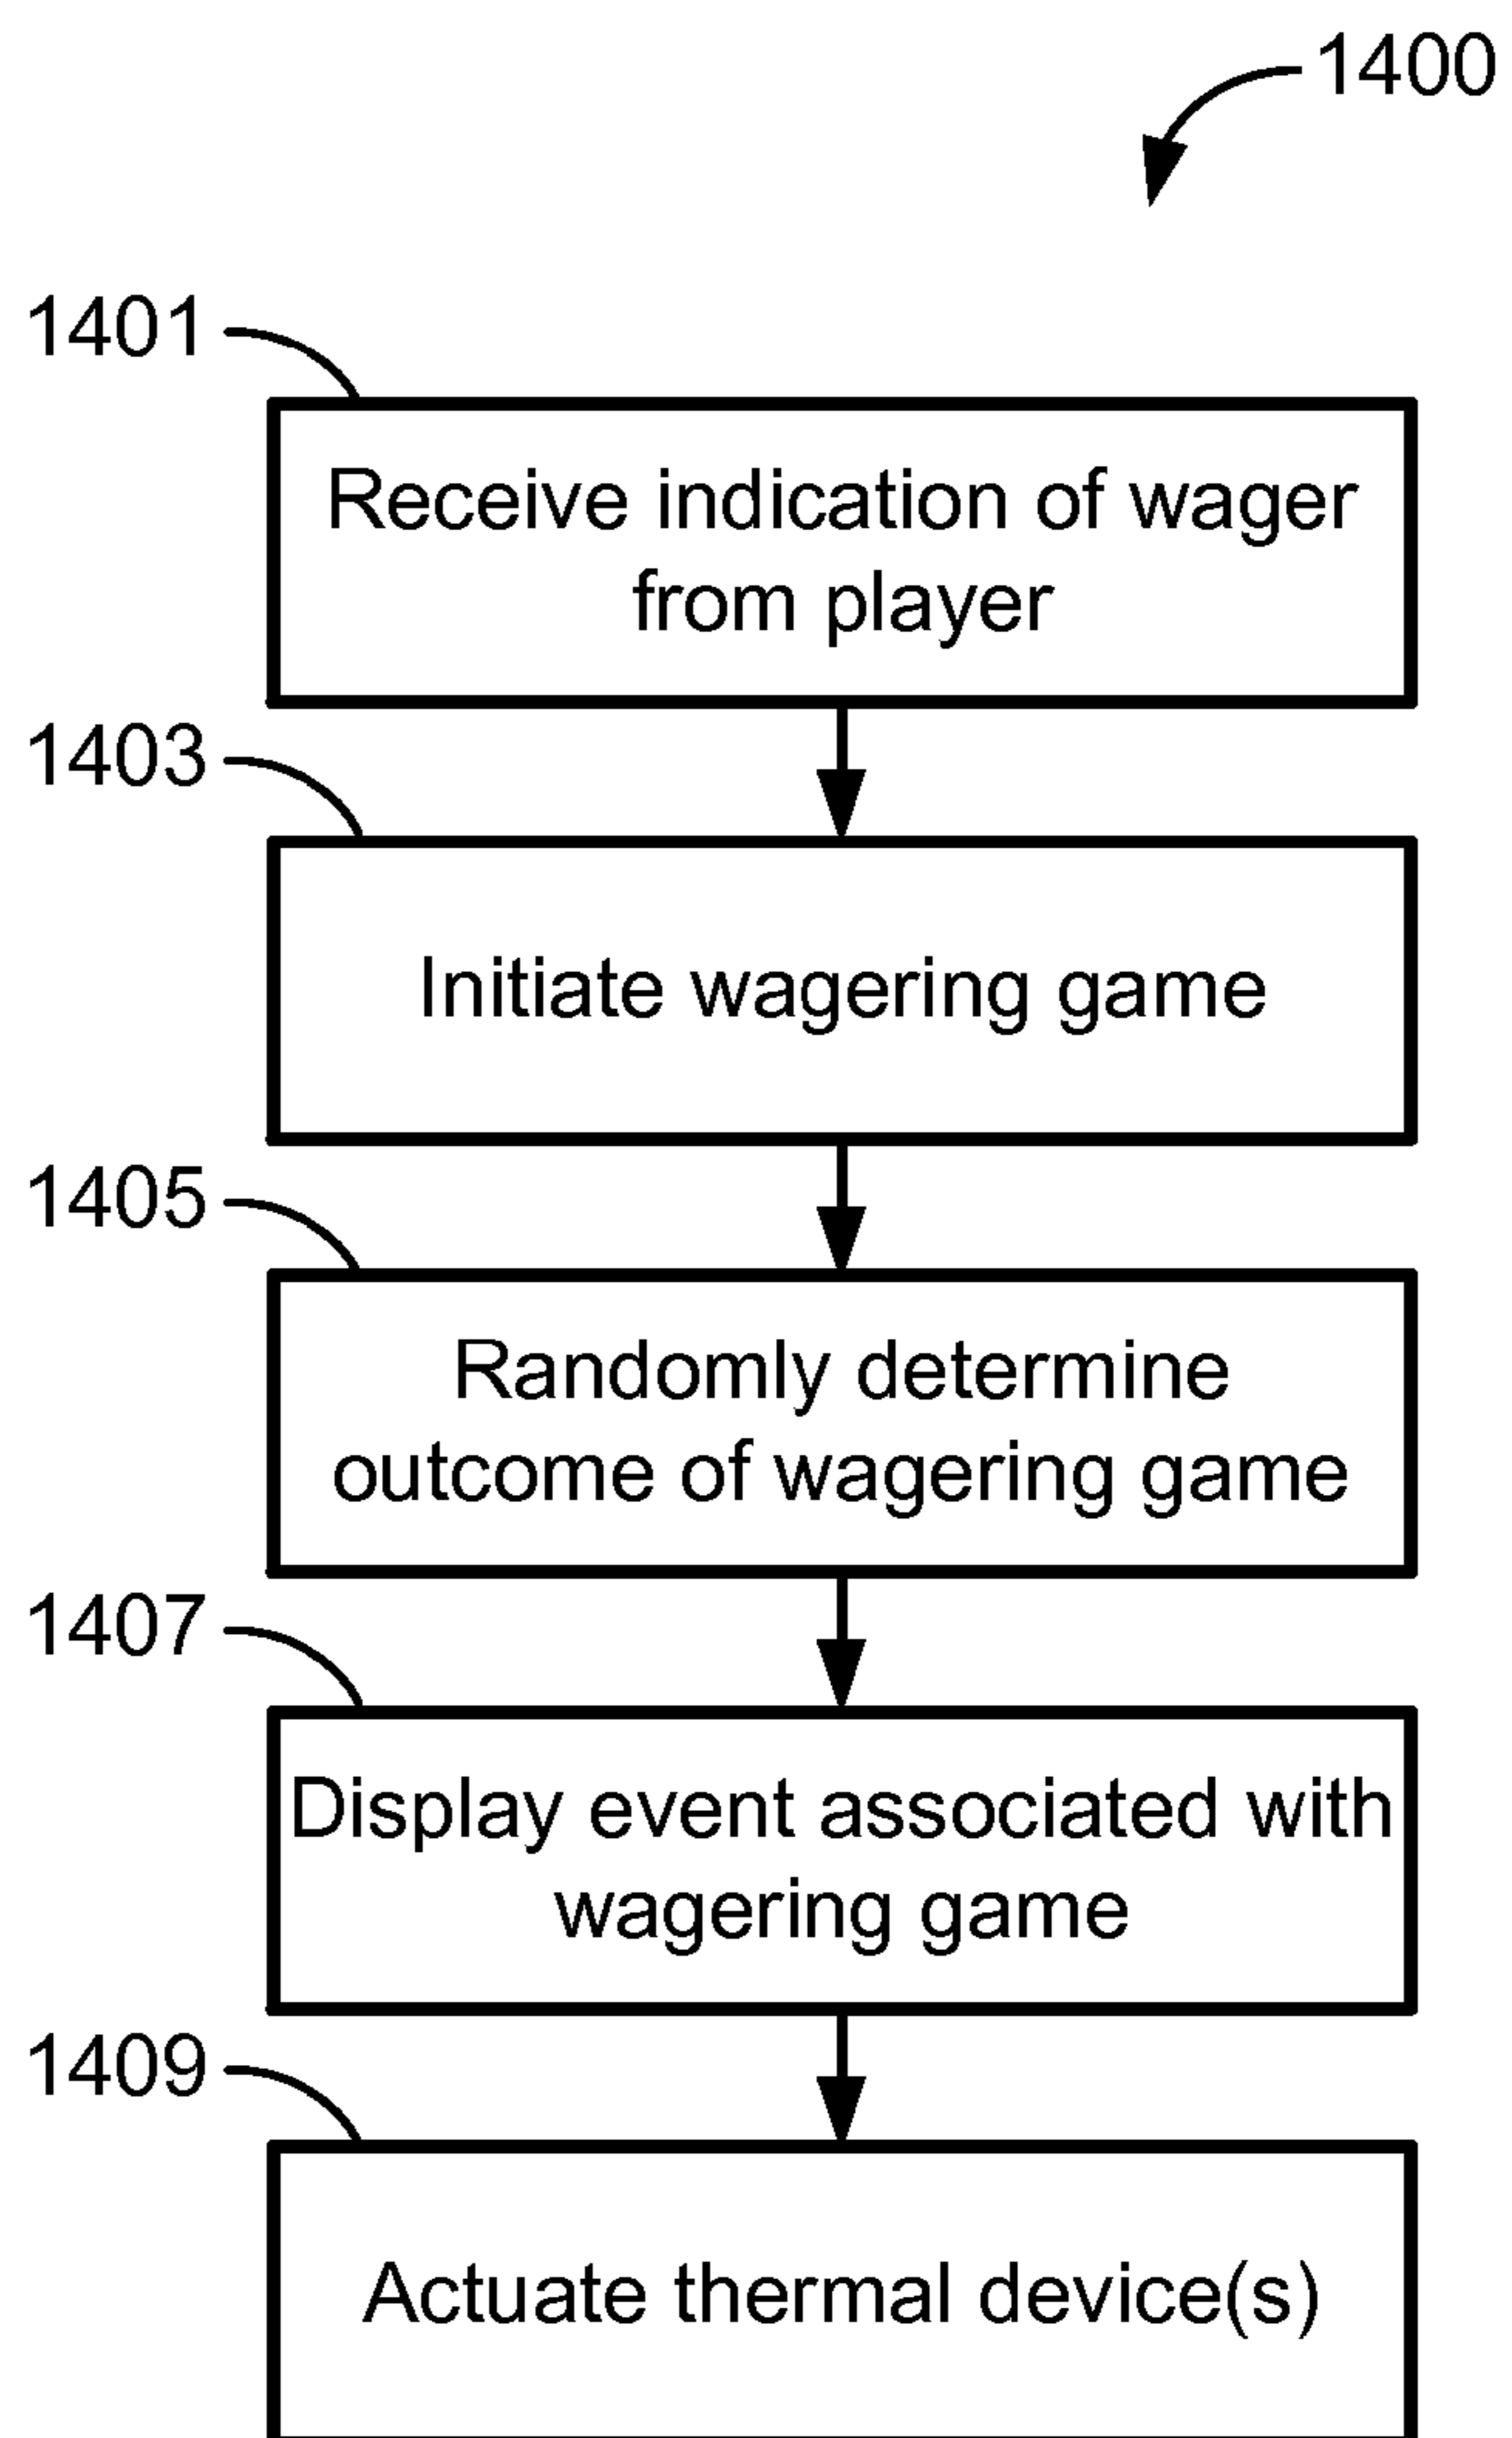 1400
1401
Receive indication of wager
from player
1403
Initiate wagering game
1405
Randomly determine
outcome of wagering game
1407
Display event associated with
wagering game
1409
Actuate thermal device(s)